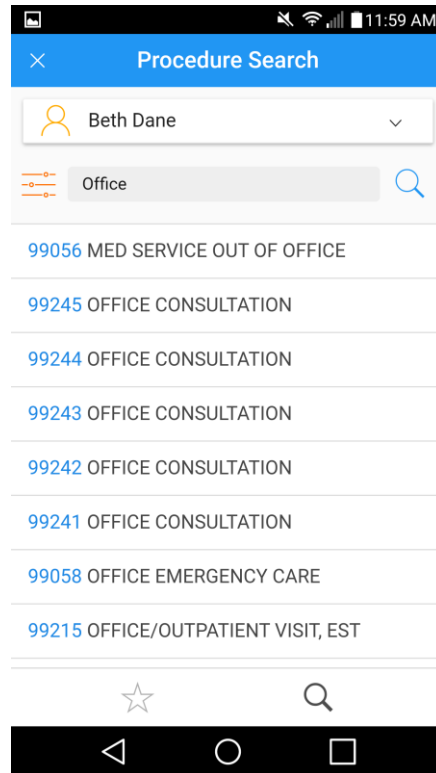 11:59 AM
Procedure Search
Beth Dane
Office
99056 MED SERVICE OUT OF OFFICE
99245 OFFICE CONSULTATION
99244 OFFICE CONSULTATION
99243 OFFICE CONSULTATION
99242 OFFICE CONSULTATION
99241 OFFICE CONSULTATION
99058 OFFICE EMERGENCY CARE
99215 OFFICE/OUTPATIENT VISIT, EST